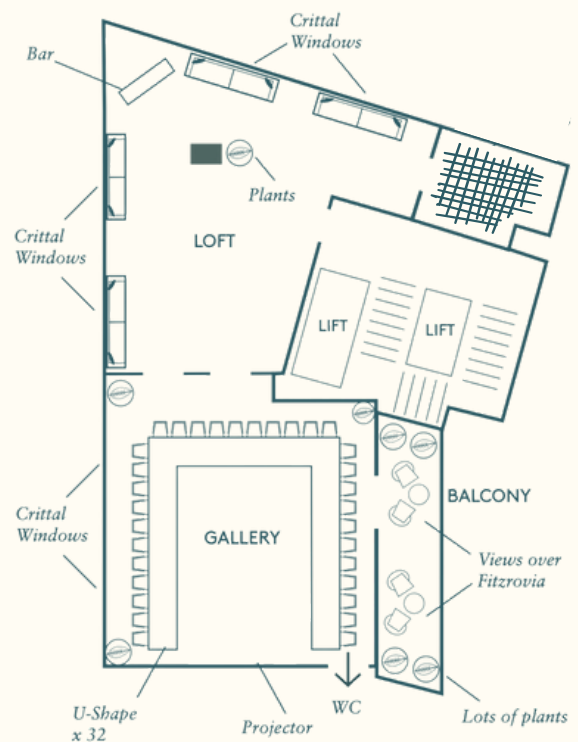 Crittal
Windows
Bar
Plants
Crittal
Windows
LOFT
LIFT
LIFT
Crittal
Windows
GALLERY
BALCONY
Views over
Fitzrovia
U-Shape
x 32
Projector
WC
Lots of plants